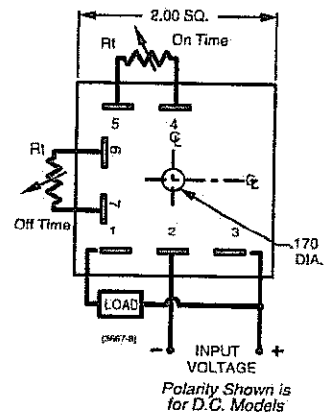 2.00 SQ.
Rt
On Time
5
4
℄
Rt
6
℄
7
Off Time
1
2
3
.170
DIA.
LOAD
- INPUT +
VOLTAGE
Polarity Shown is
for D.C. Models